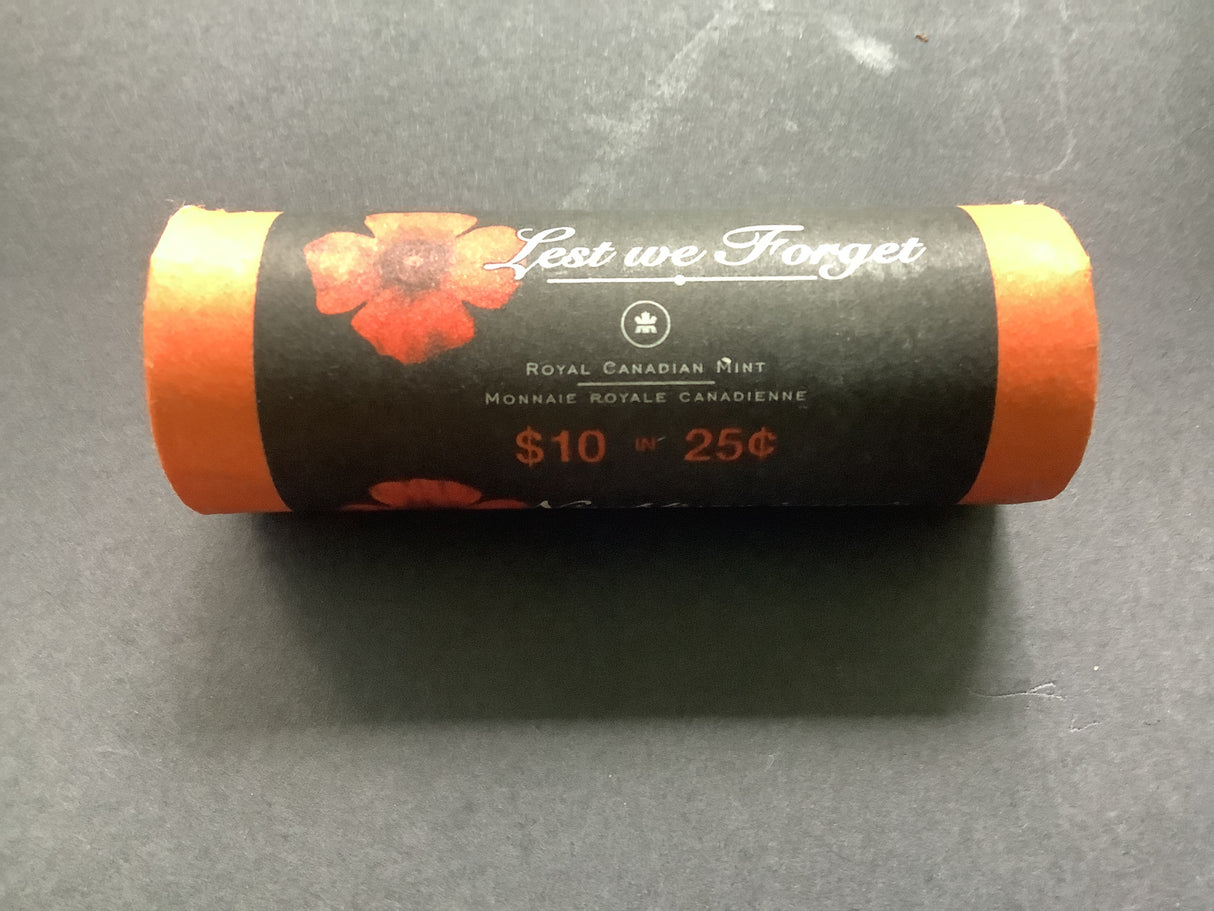 Lest we Forget
ROYAL CANADIAN MINT
MONNAIE ROYALE CANADIENNE
$10 IN 25¢